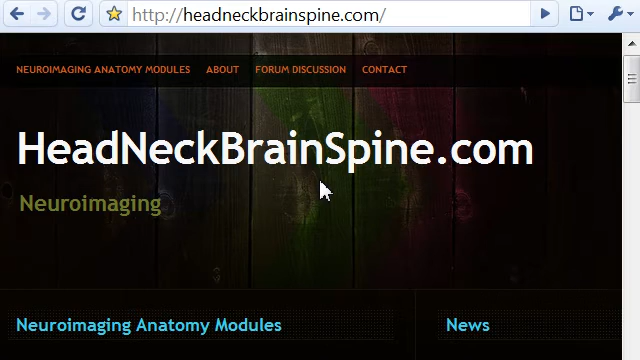 http://headneckbrainspine.com/
NEUROIMAGING ANATOMY MODULES ABOUT FORUM DISCUSSION CONTACT
HeadNeckBrainSpine.com
Neuroimaging
Neuroimaging Anatomy Modules News